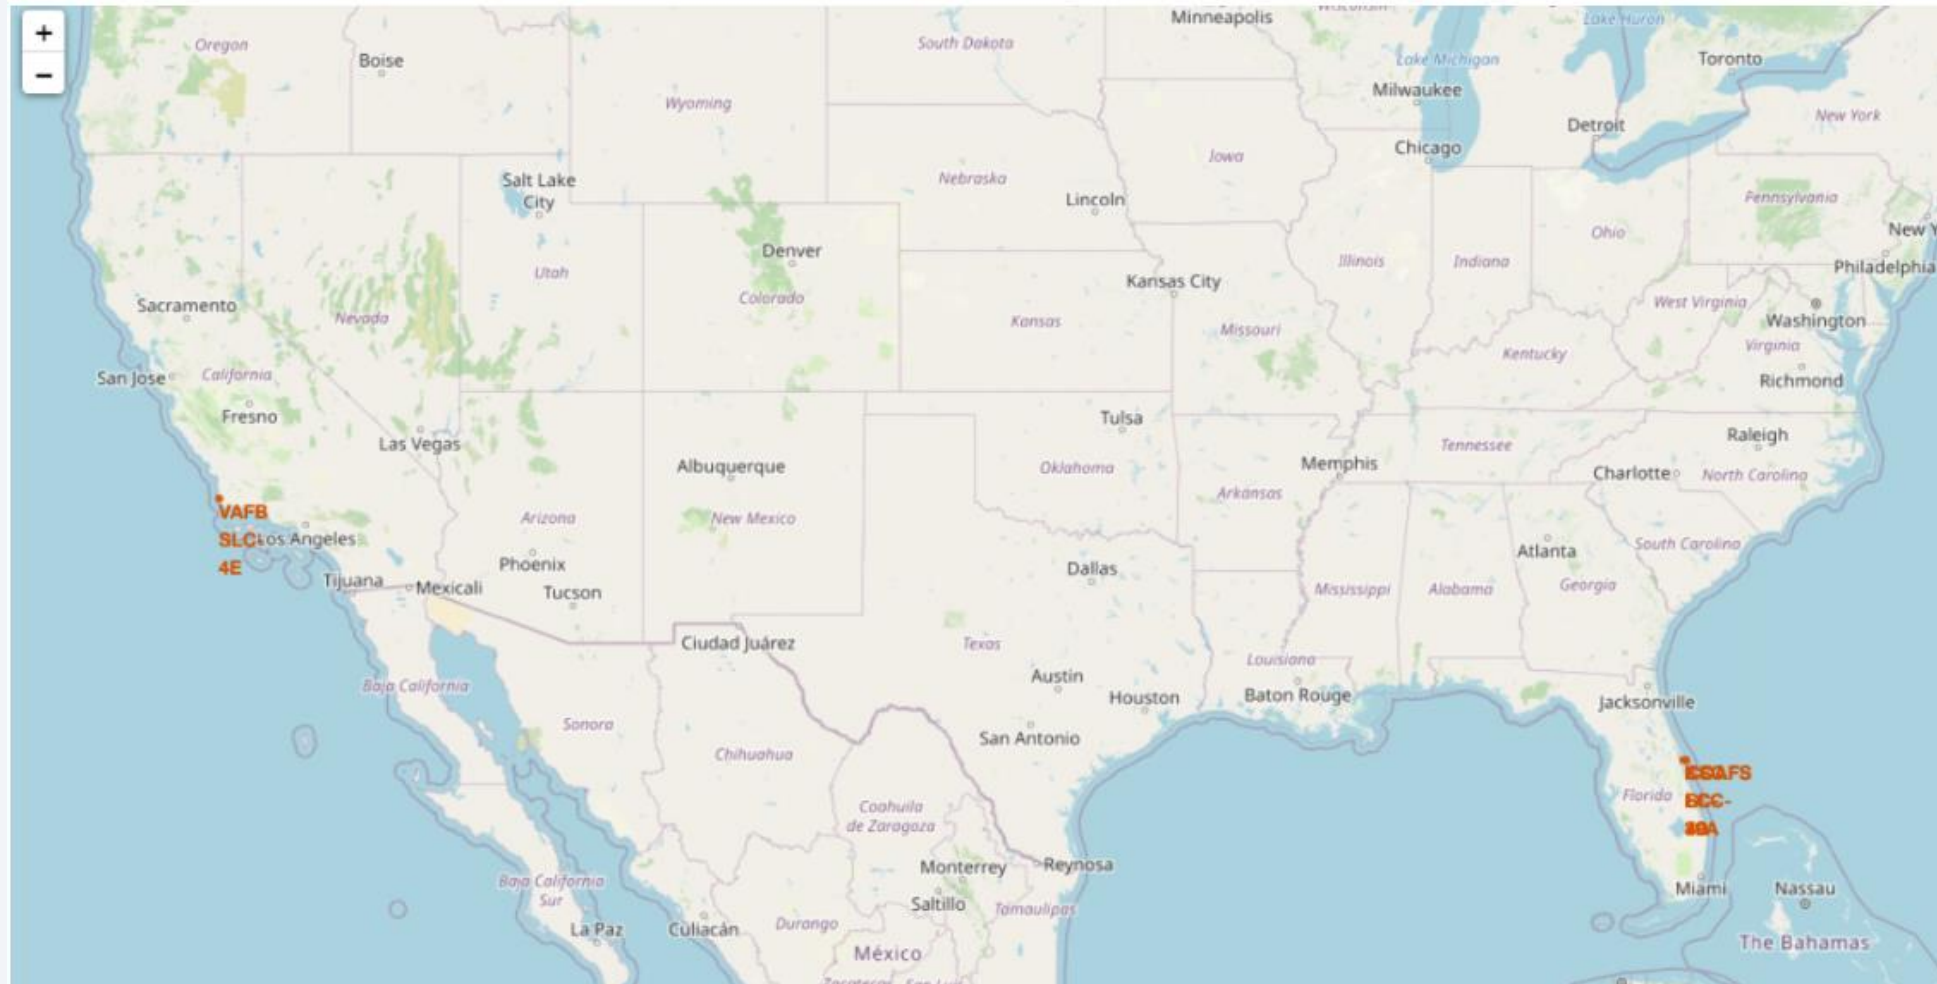 +
−
Oregon
Boise
Wyoming
South Dakota
Minneapolis
Wisconsin
Lake Michigan
Lake Huron
Toronto
Milwaukee
Detroit
New York
Chicago
Iowa
Nebraska
Lincoln
Salt Lake
City
Pennsylvania
New Y
Philadelphia
Ohio
Indiana
Illinois
Denver
Utah
Colorado
Kansas City
Kansas
Missouri
West Virginia
Washington
Virginia
Richmond
Kentucky
Sacramento
Nevada
San Jose
California
Fresno
Las Vegas
Albuquerque
New Mexico
Tulsa
Oklahoma
Arkansas
Memphis
Tennessee
Raleigh
Charlotte
North Carolina
South Carolina
Atlanta
Georgia
Alabama
Mississippi
VAFB
SLC-
4E
Los Angeles
Arizona
Phoenix
Tucson
Tijuana
Mexicali
Dallas
Ciudad Juárez
Texas
Austin
Houston
San Antonio
Louisiana
Baton Rouge
Jacksonville
Florida
Miami
Nassau
The Bahamas
Baja California
Sonora
Chihuahua
Coahuila
de Zaragoza
Monterrey
Reynosa
Saltillo
Tamaulipas
Baja California
Sur
La Paz
Culiacán
Durango
México
Zacatecas
San Luis